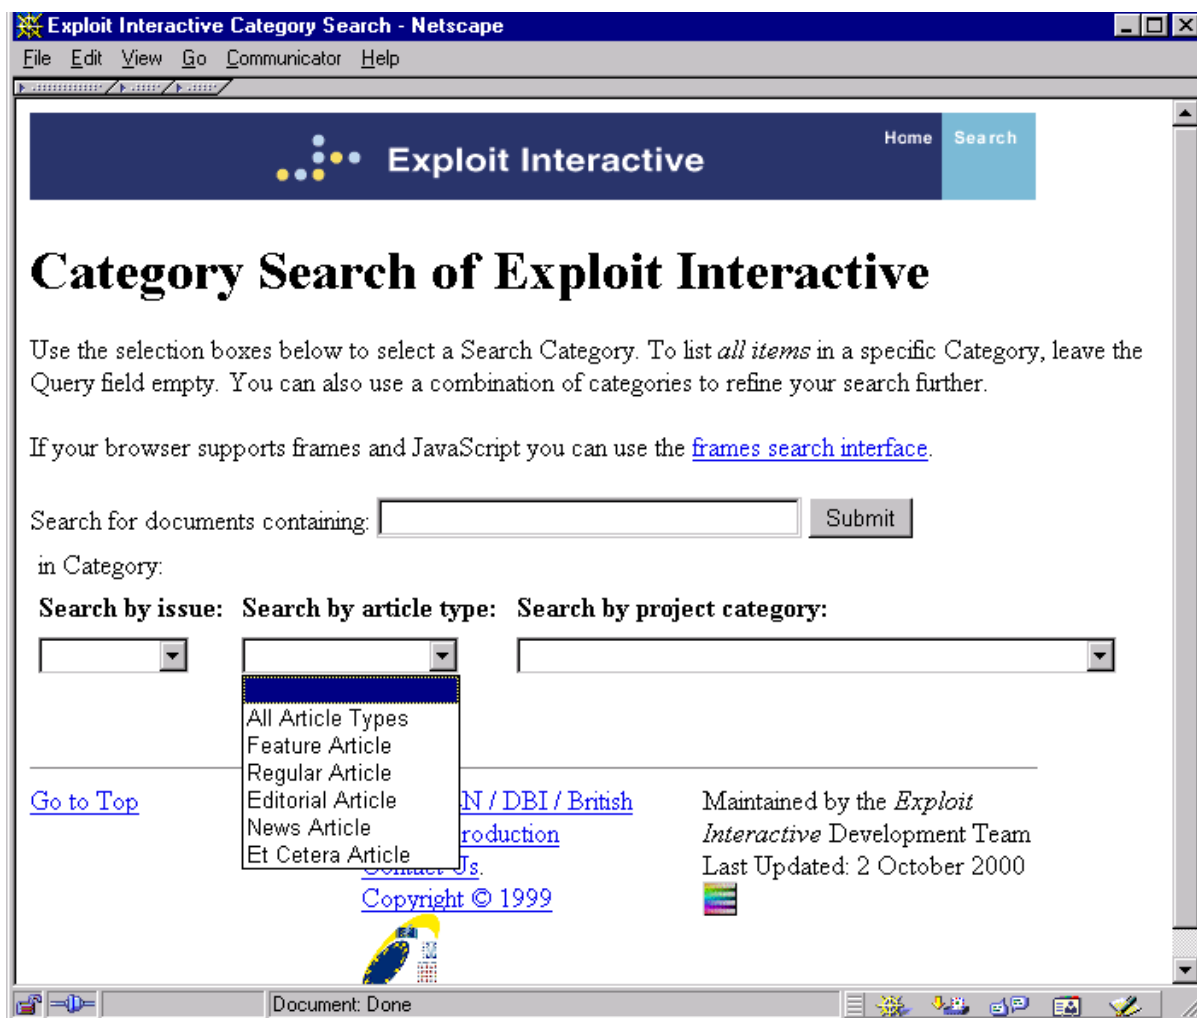 Exploit Interactive Category Search - Netscape
File Edit View Go Communicator Help
Exploit Interactive
Home Search
Category Search of Exploit Interactive
Use the selection boxes below to select a Search Category. To list all items in a specific Category, leave the
Query field empty. You can also use a combination of categories to refine your search further.
If your browser supports frames and JavaScript you can use the frames search interface.
Search for documents containing: Submit
in Category:
Search by issue: Search by article type: Search by project category:
All Article Types
Feature Article
Regular Article
Editorial Article
News Article
Et Cetera Article
Go to Top
/ DBI / British
Contact Us.
Copyright © 1999
Maintained by the Exploit
Interactive Development Team
Last Updated: 2 October 2000
Document: Done